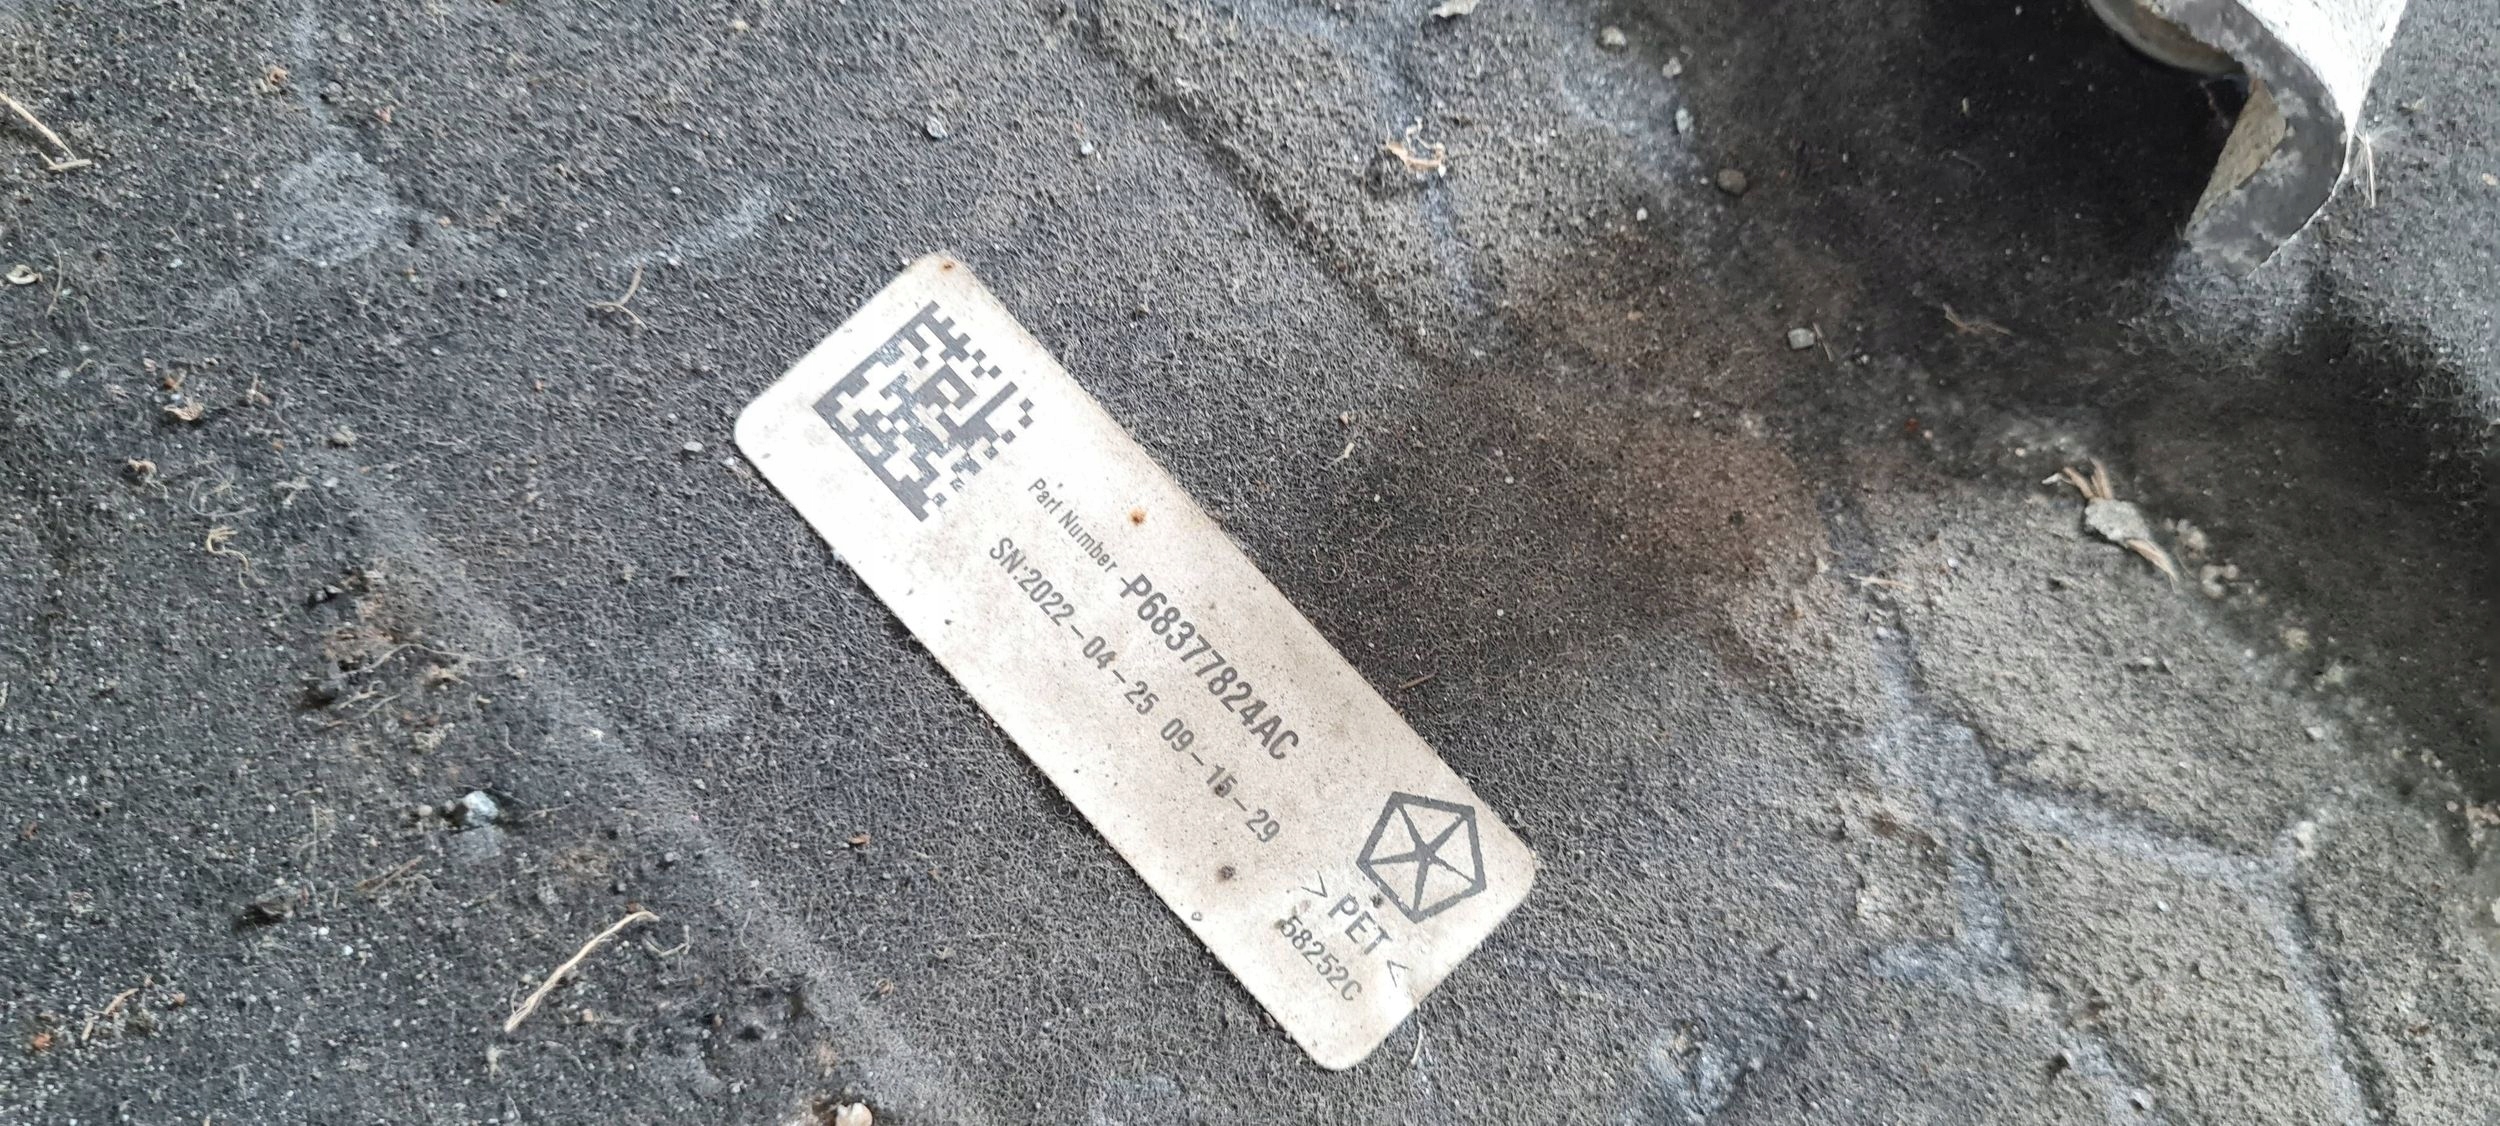 Part Number P68377824AC
SN:2022-04-25 09-15-29
>PET<
58252C